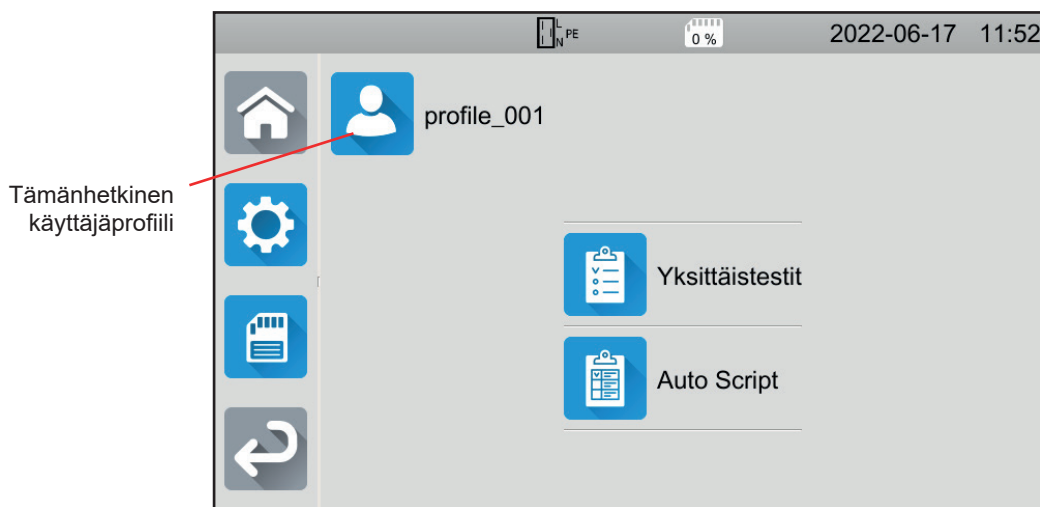 L
N PE
0 %
2022-06-17 11:52
profile_001
Tämänhetkinen
käyttäjäprofiili
Yksittäistestit
Auto Script